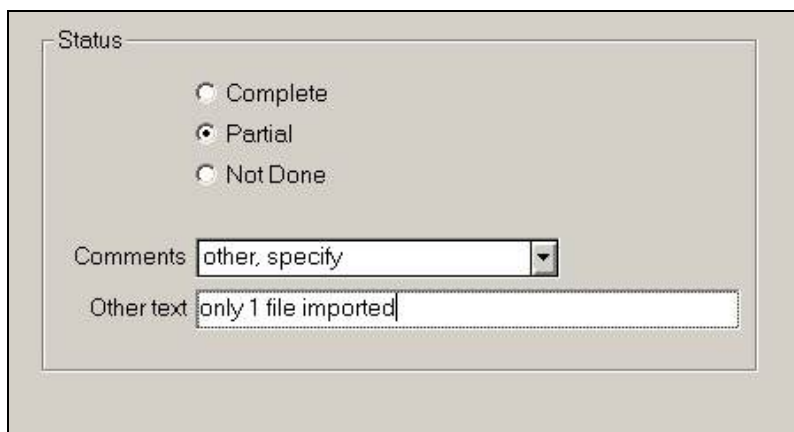 Status
Complete
Partial
Not Done
Comments other, specify
Other text only 1 file imported